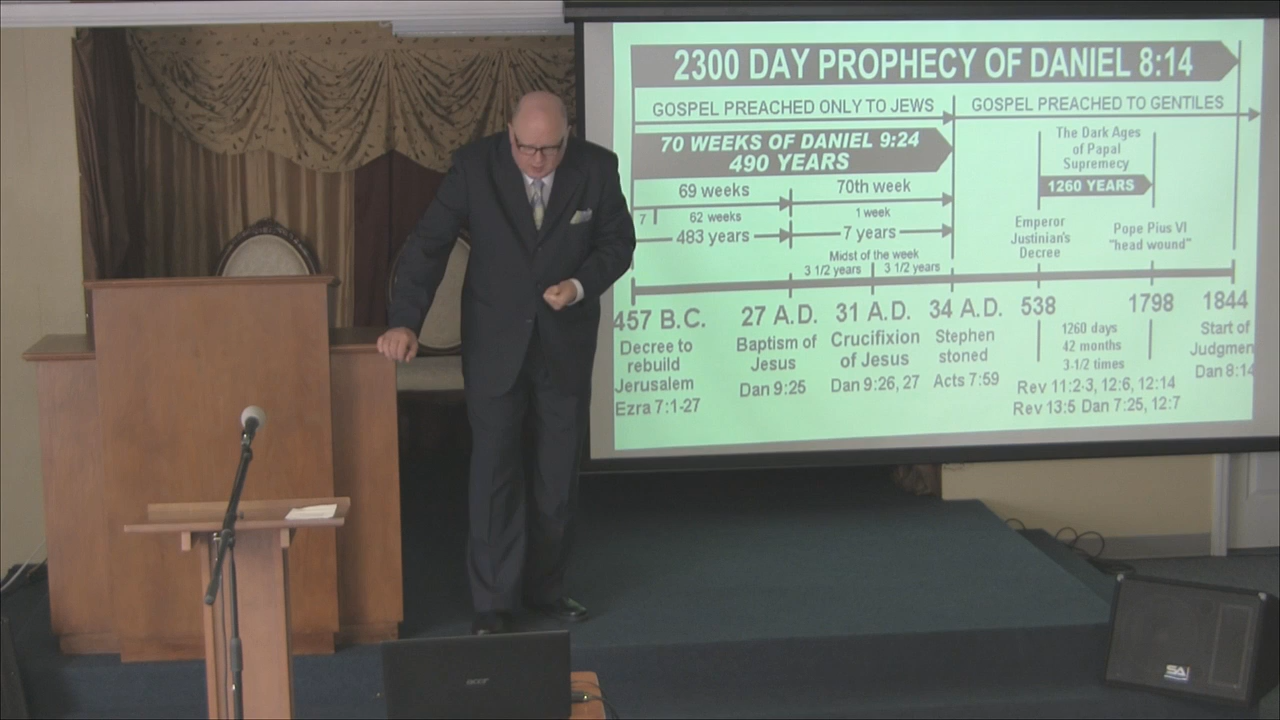 2300 DAY PROPHECY OF DANIEL 8:14
GOSPEL PREACHED ONLY TO JEWS
GOSPEL PREACHED TO GENTILES
70 WEEKS OF DANIEL 9:24
490 YEARS
The Dark Ages
of Papal
Supremecy
1260 YEARS
69 weeks
70th week
7
62 weeks
1 week
483 years
7 years
Midst of the week
3 1/2 years
3 1/2 years
Emperor
Justinian's
Decree
Pope Pius VI
"head wound"
457 B.C.
Decree to
rebuild
Jerusalem
Ezra 7:1-27
27 A.D.
Baptism of
Jesus
Dan 9:25
31 A.D.
Crucifixion
of Jesus
Dan 9:26, 27
34 A.D.
Stephen
stoned
Acts 7:59
538
1798
1260 days
42 months
3-1/2 times
Rev 11:2-3, 12:6, 12:14
Rev 13:5 Dan 7:25, 12:7
1844
Start of
Judgmen
Dan 8:14
acer
SA